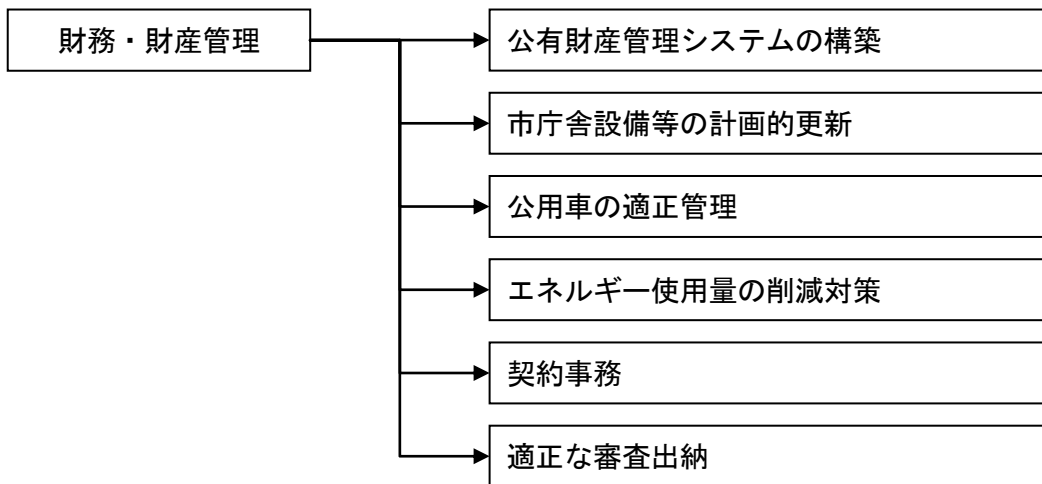 財務・財産管理
公有財産管理システムの構築
市庁舎設備等の計画的更新
公用車の適正管理
エネルギー使用量の削減対策
契約事務
適正な審査出納